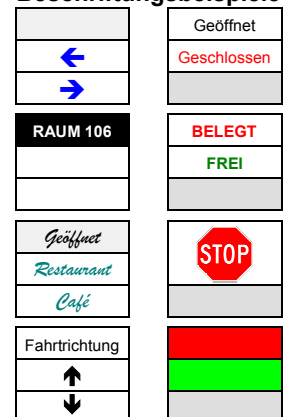 Beschriftungsbeispiele
Geöffnet
Geschlossen
RAUM 106
BELEGT
FREI
Geöffnet
Restaurant
Café
STOP
Fahrtrichtung